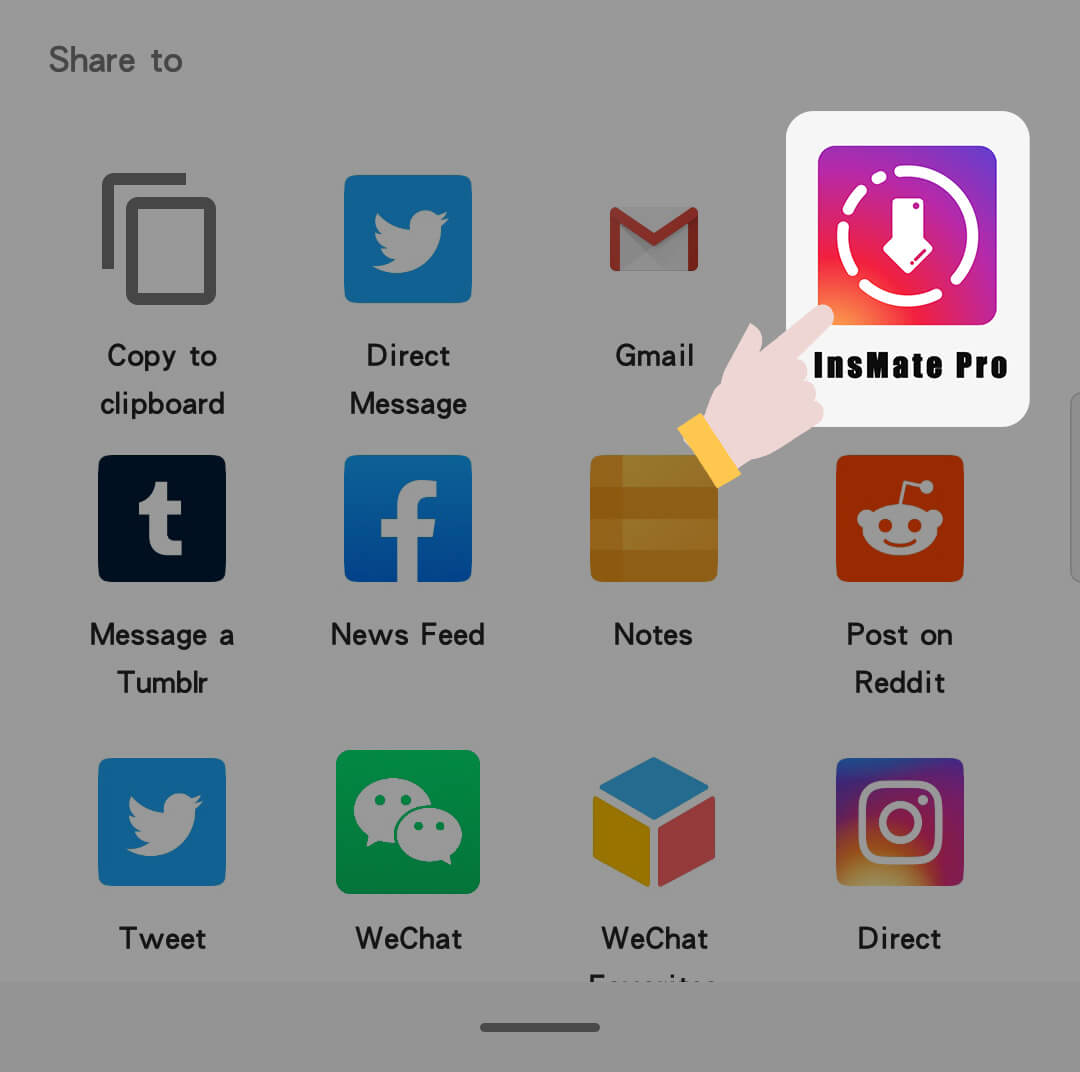 Share to
Copy to
clipboard
Direct
Message
Gmail
InsMate Pro
Message a
Tumblr
News Feed
Notes
Post on
Reddit
Tweet
WeChat
WeChat
Favorites
Direct